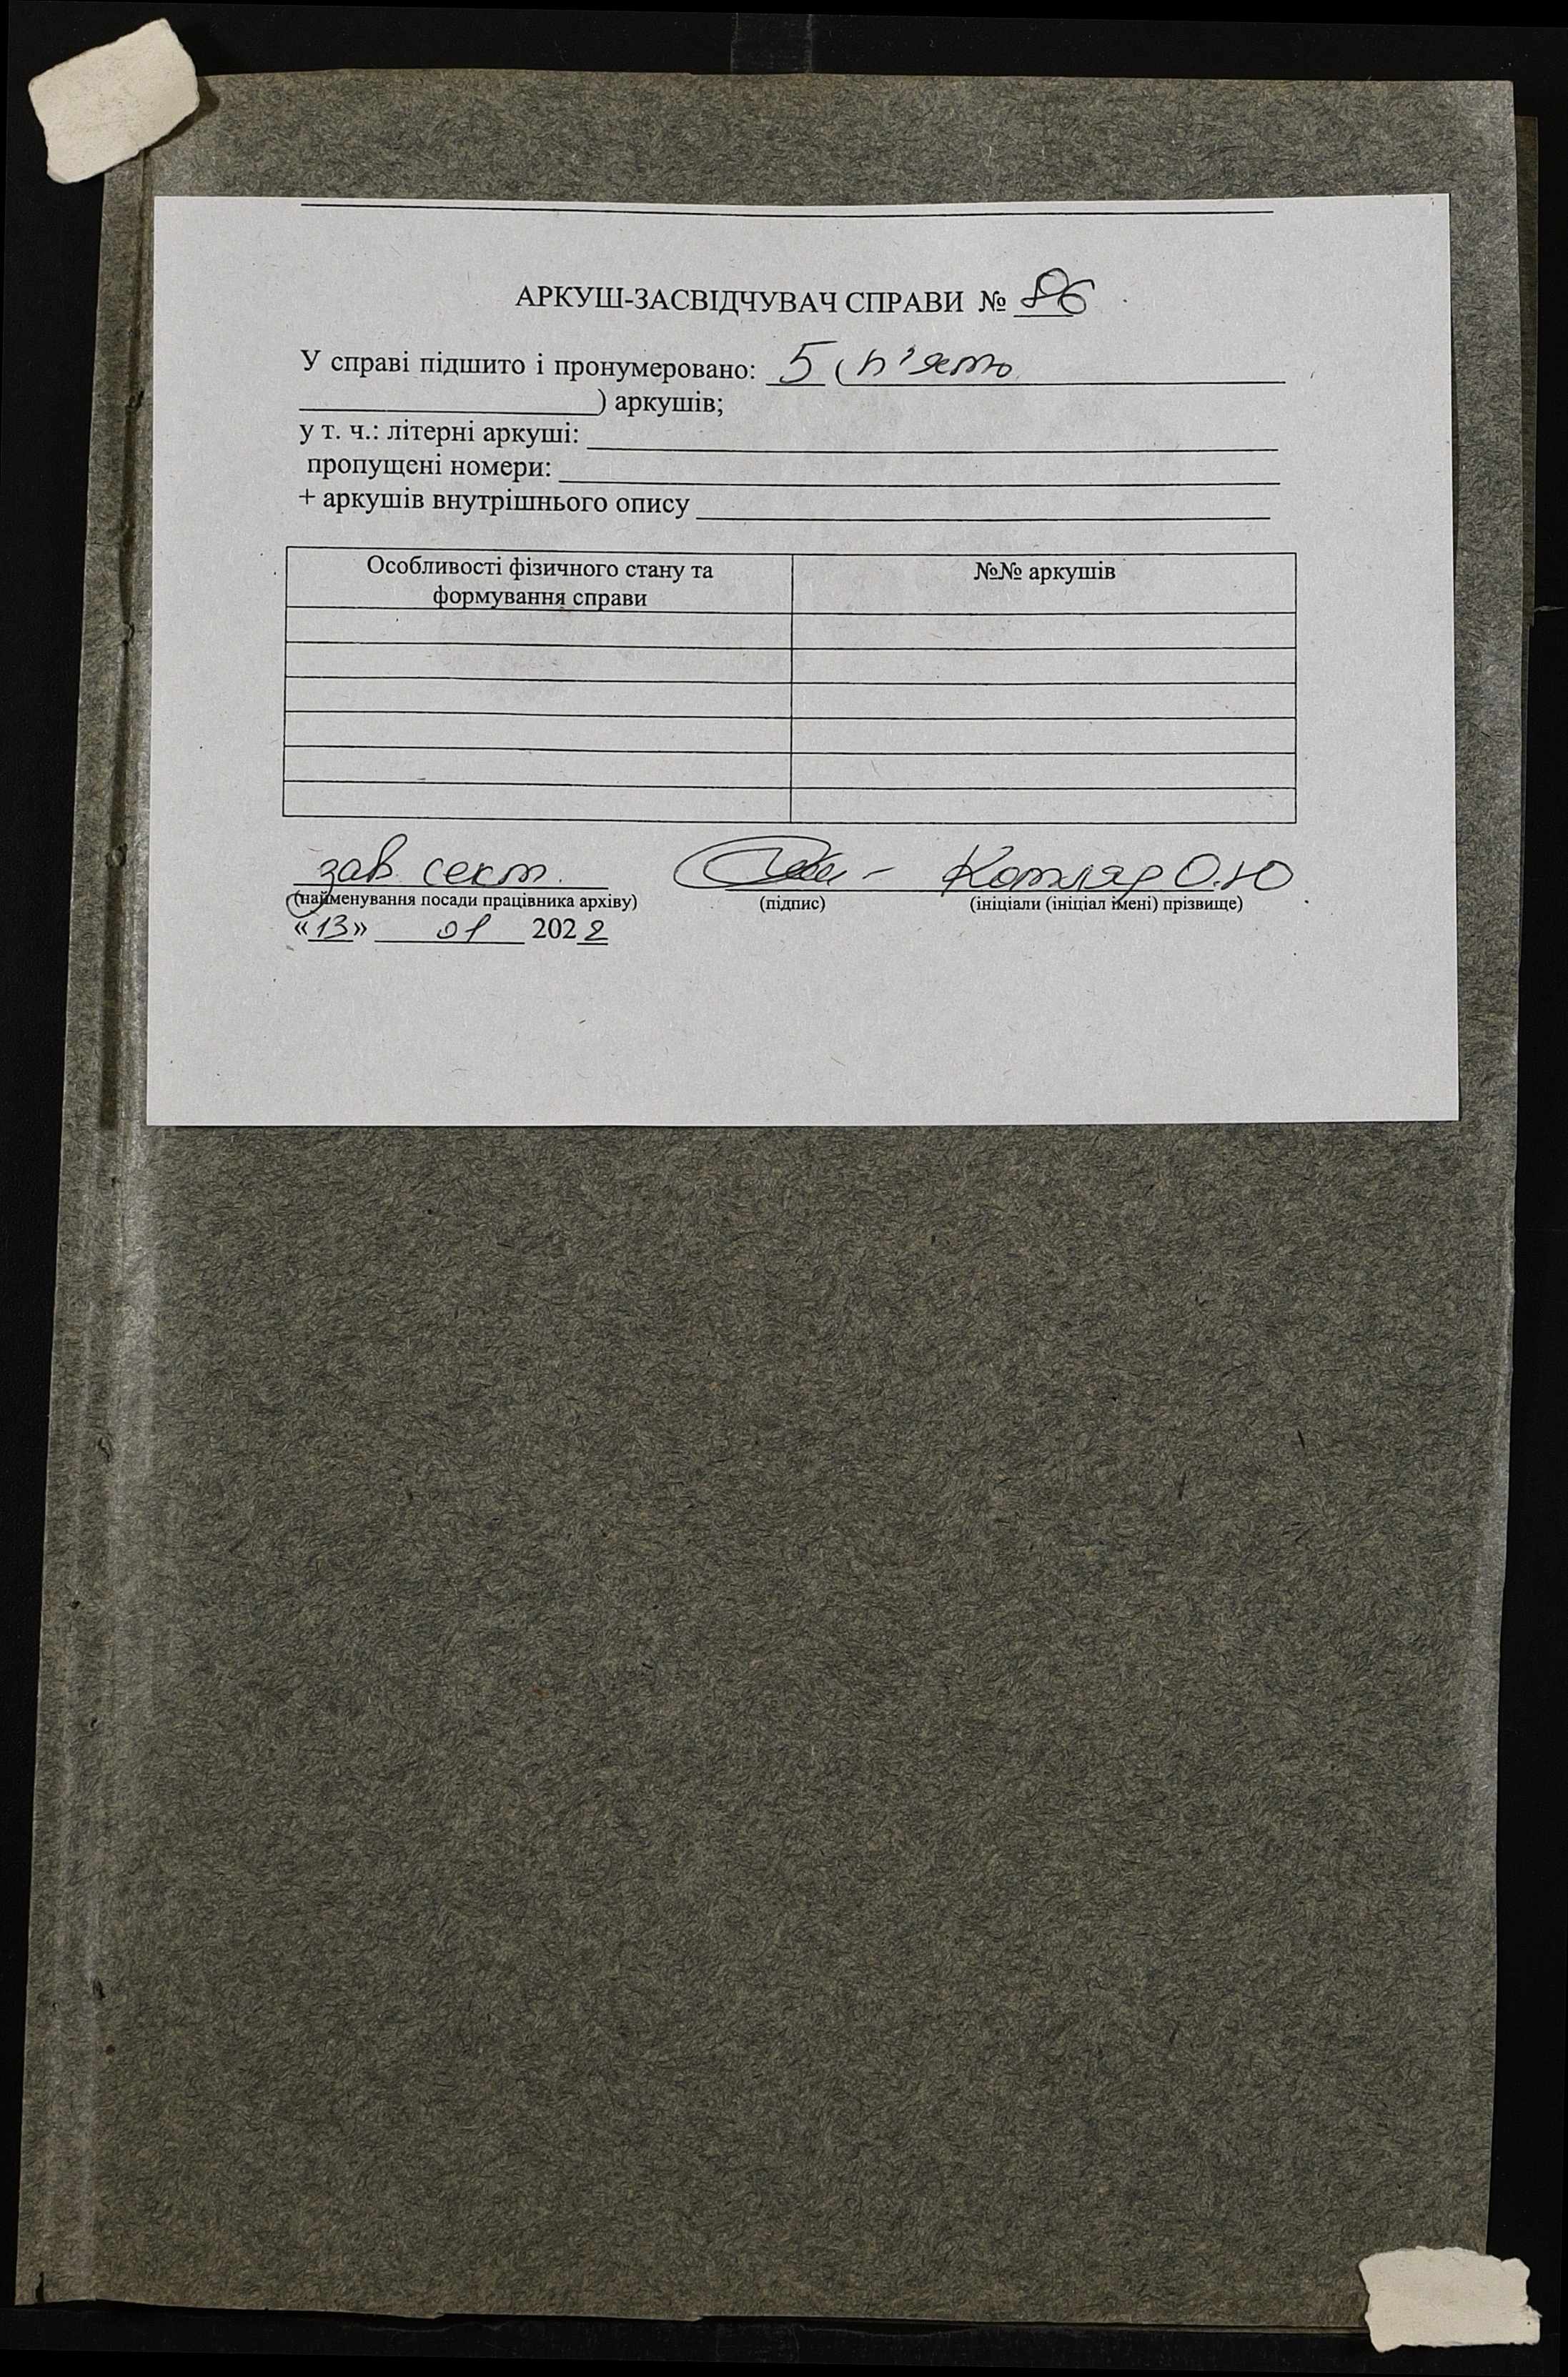 АРКУШ-ЗАСВІДЧУВАЧ СПРАВИ № 86
У справі підшито і пронумеровано: 5 (п'ять
) аркушів;
у т. ч.: літерні аркуші:
пропущені номери:
+ аркушів внутрішнього опису
Особливості фізичного стану та формування справи
№№ аркушів
зав. сект. Котляр О.Ю
(найменування посади працівника архіву) (підпис) (ініціали (ініціал імені) прізвище)
«13» 01 2022